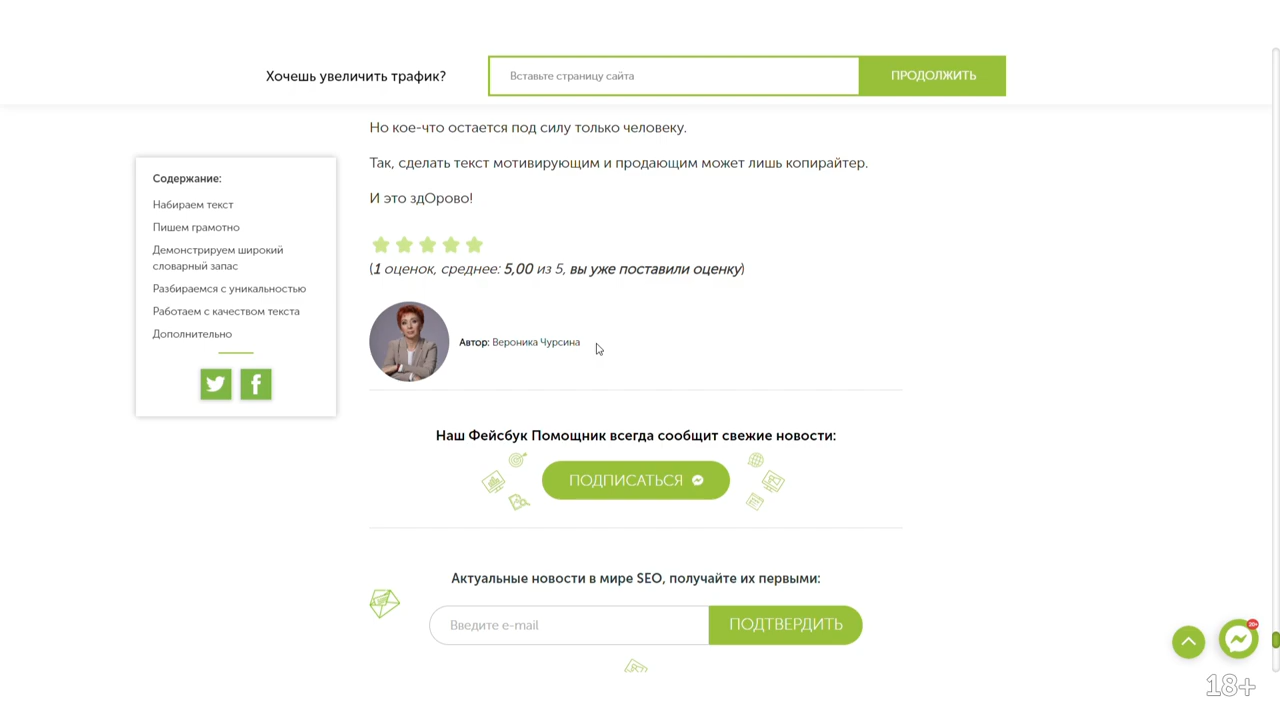 Хочешь увеличить трафик?
Вставьте страницу сайта
ПРОДОЛЖИТЬ
Но кое-что остается под силу только человеку.
Так, сделать текст мотивирующим и продающим может лишь копирайтер.
И это здОрово!
(1 оценок, среднее: 5,00 из 5, вы уже поставили оценку)
Автор: Вероника Чурсина
Содержание:
Набираем текст
Пишем грамотно
Демонстрируем широкий
словарный запас
Разбираемся с уникальностью
Работаем с качеством текста
Дополнительно
Наш Фейсбук Помощник всегда сообщит свежие новости:
ПОДПИСАТЬСЯ
Актуальные новости в мире SEO, получайте их первыми:
Введите e-mail
ПОДТВЕРДИТЬ
20+
18+